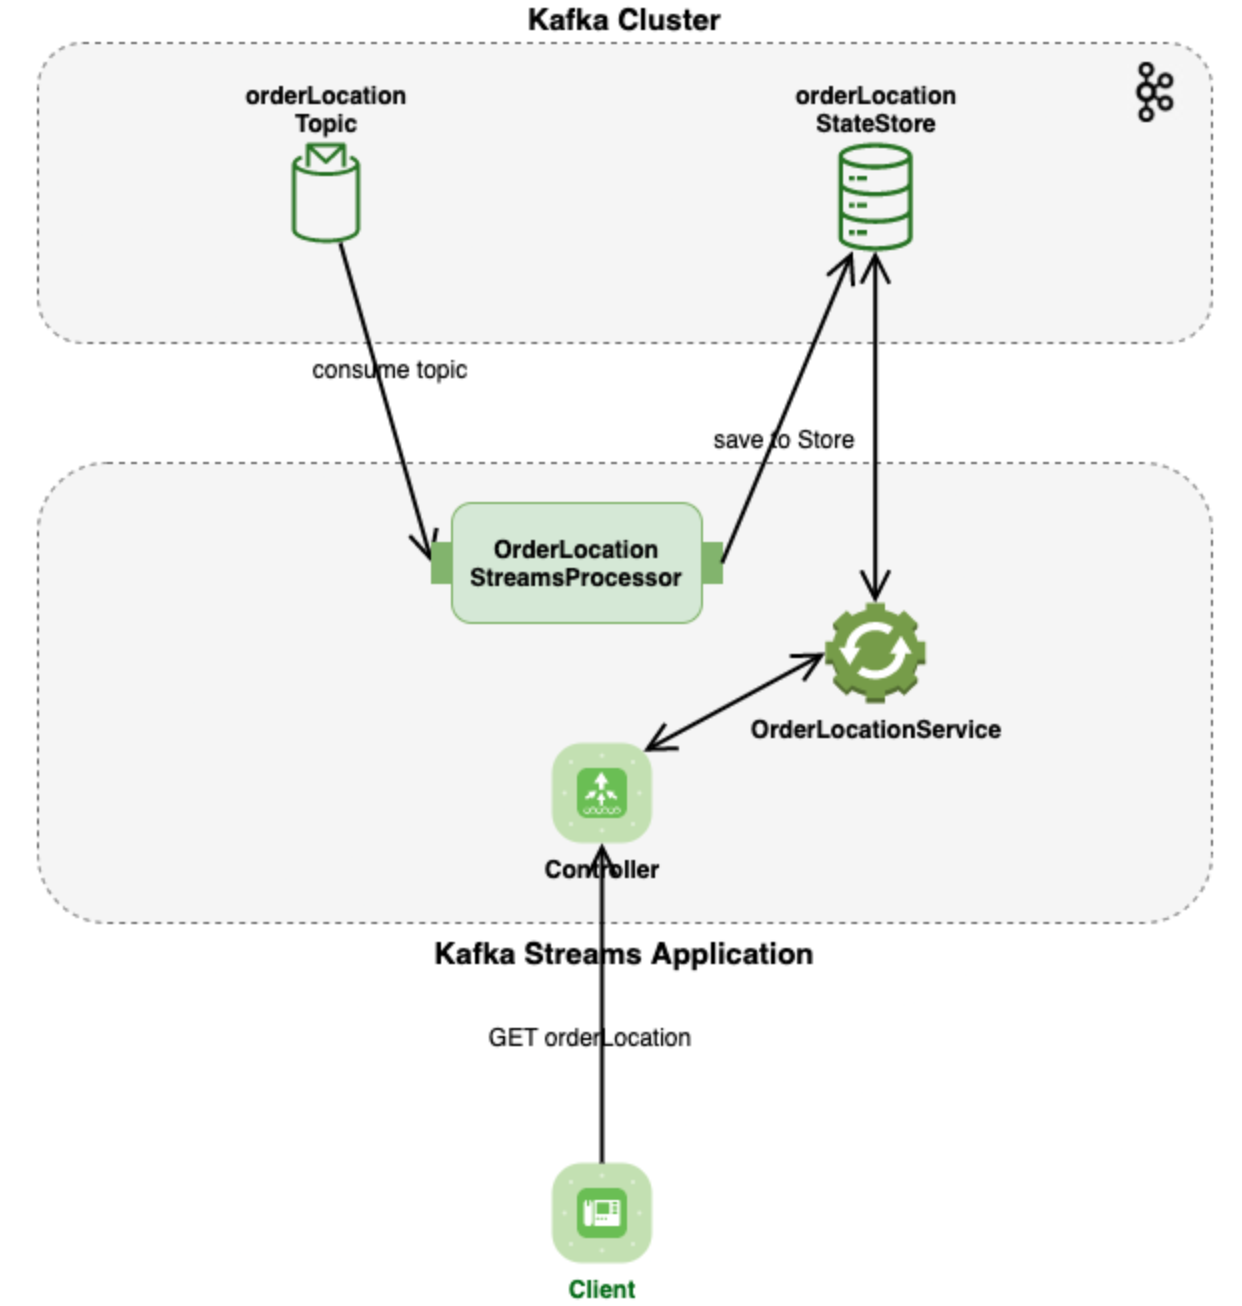 Kafka Cluster
orderLocation
Topic
orderLocation
StateStore
consume topic
save to Store
OrderLocation
StreamsProcessor
OrderLocationService
Controller
Kafka Streams Application
GET orderLocation
Client